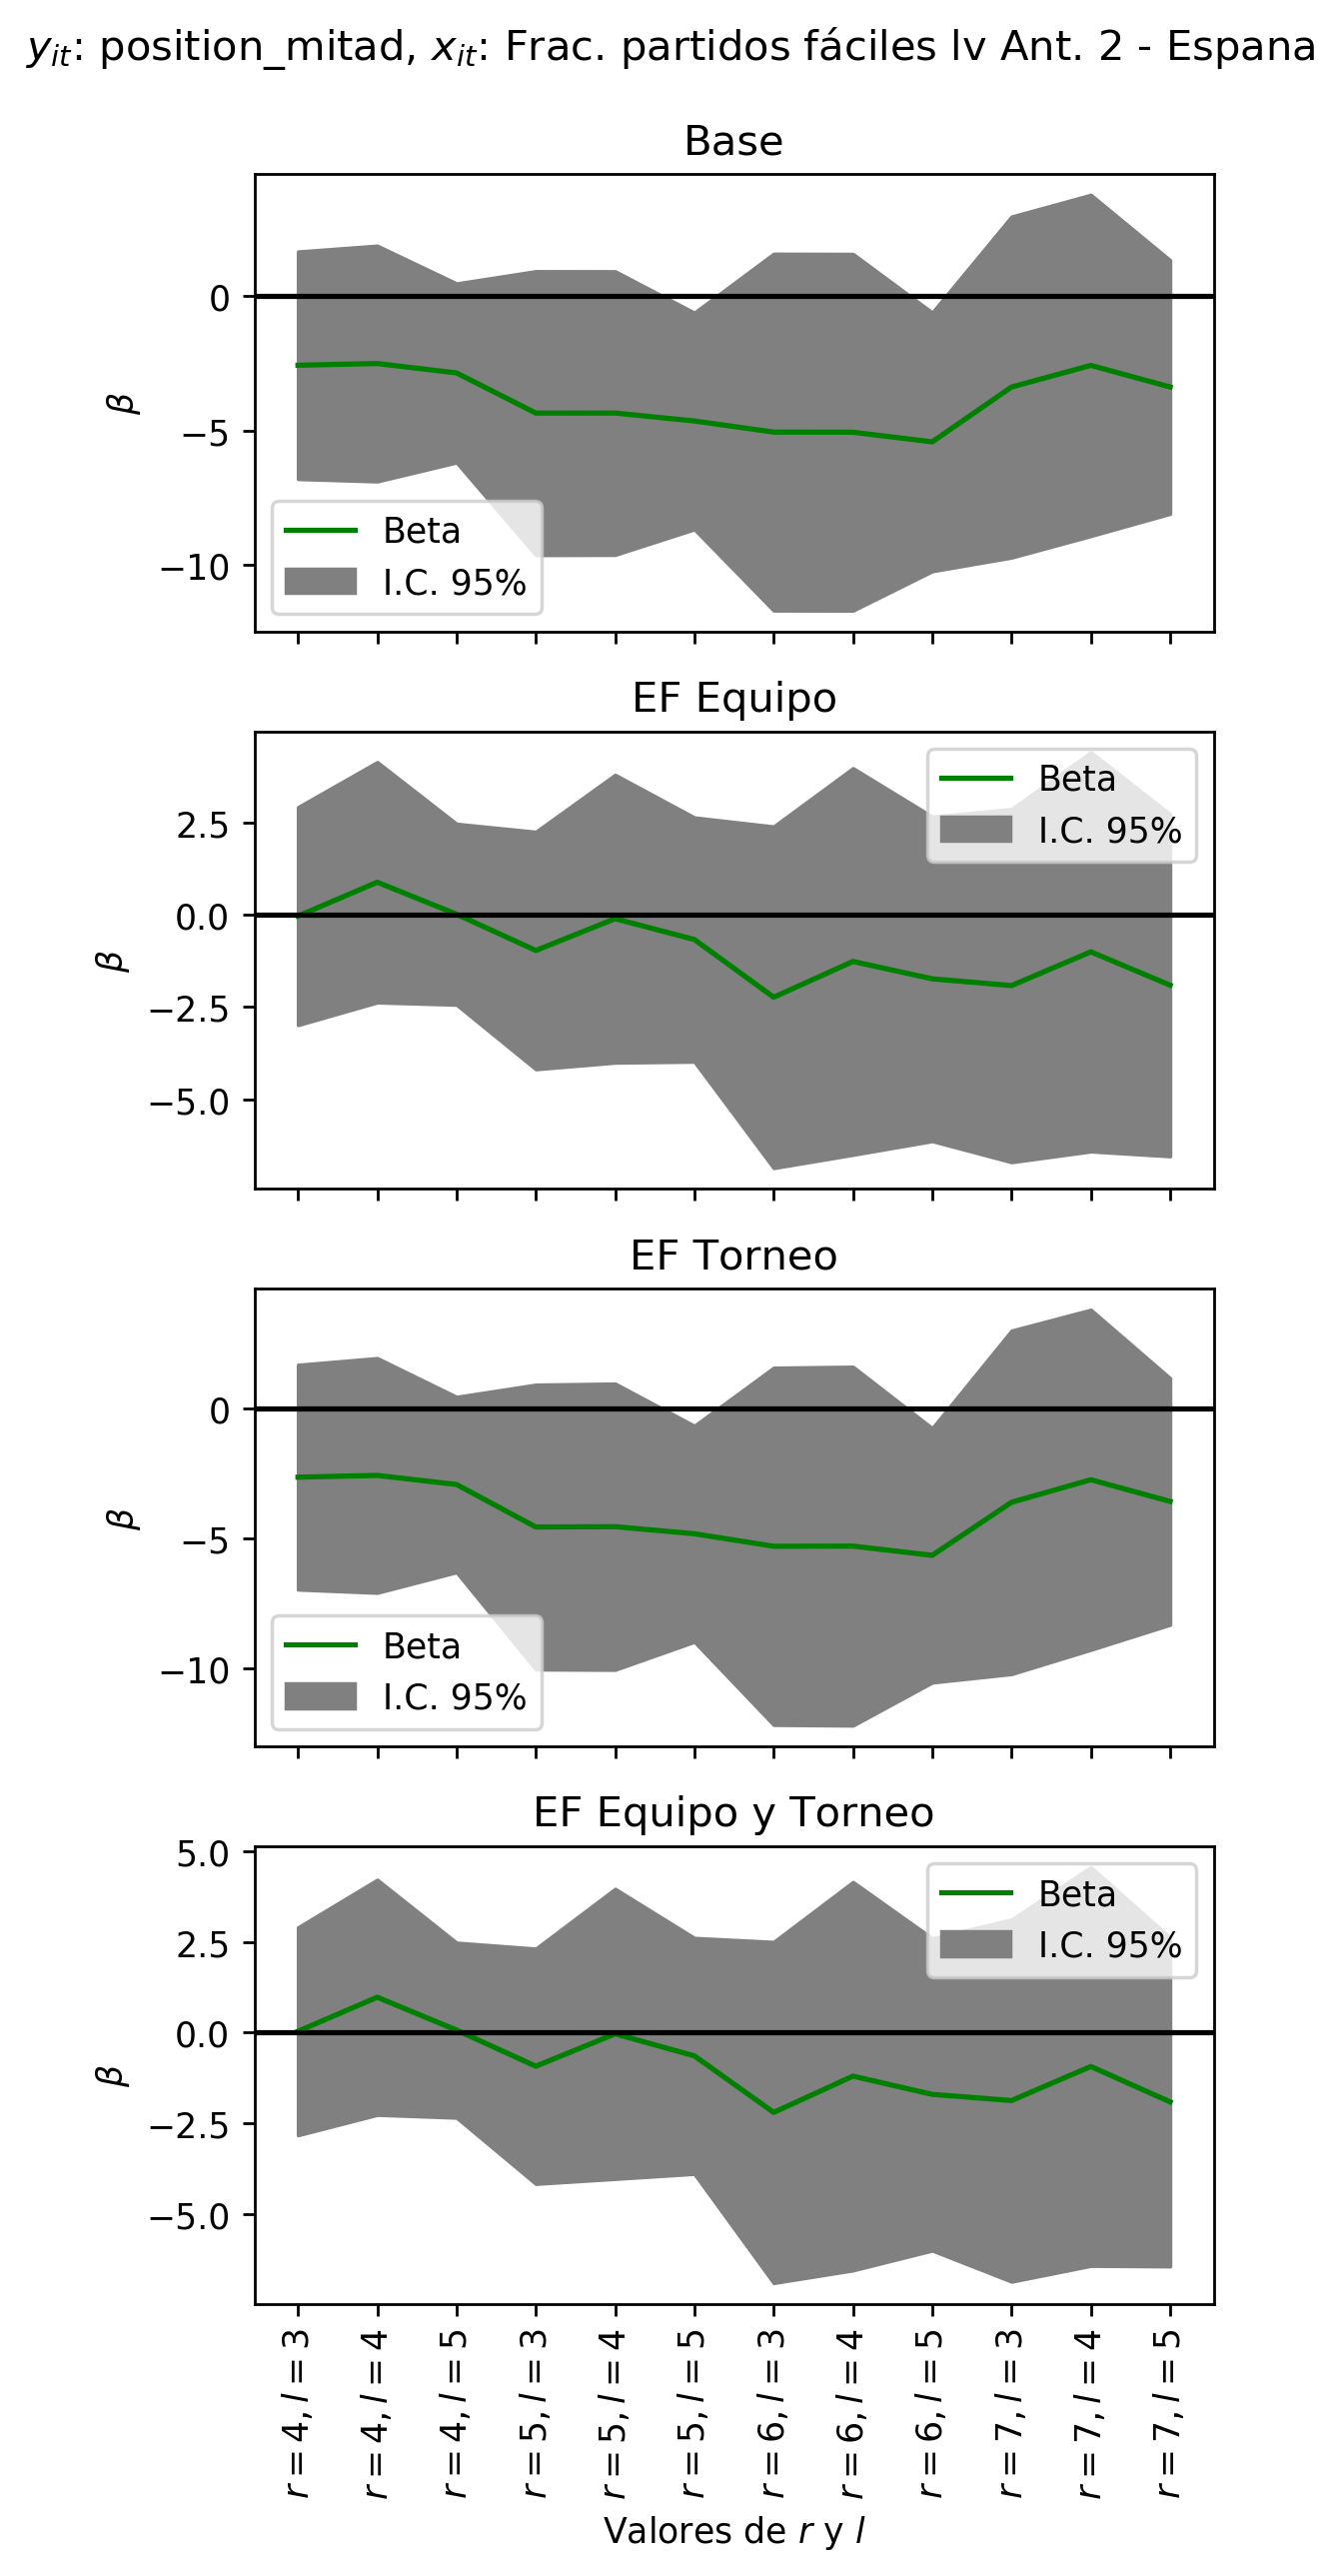 y_it: position_mitad, x_it: Frac. partidos fáciles lv Ant. 2 - Espana
Base
0
−5
−10
β
Beta
I.C. 95%
EF Equipo
2.5
0.0
−2.5
−5.0
β
Beta
I.C. 95%
EF Torneo
0
−5
−10
β
Beta
I.C. 95%
EF Equipo y Torneo
5.0
2.5
0.0
−2.5
−5.0
β
Beta
I.C. 95%
r = 4, l = 3
r = 4, l = 4
r = 4, l = 5
r = 5, l = 3
r = 5, l = 4
r = 5, l = 5
r = 6, l = 3
r = 6, l = 4
r = 6, l = 5
r = 7, l = 3
r = 7, l = 4
r = 7, l = 5
Valores de r y l